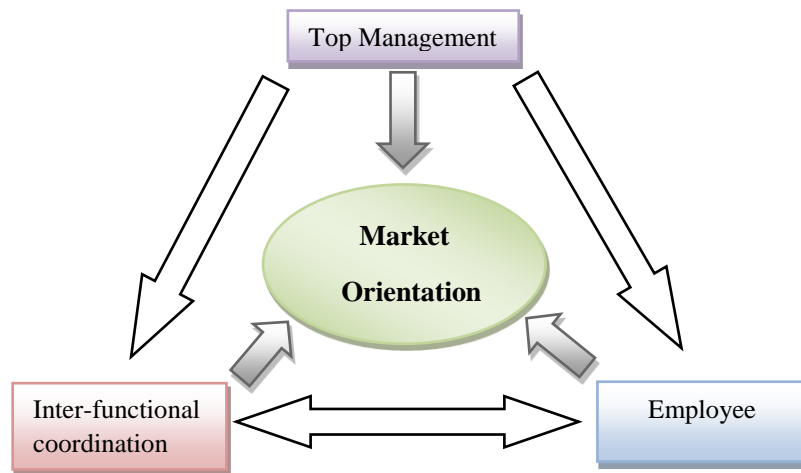 Top Management
Market
Orientation
Inter-functional
coordination
Employee